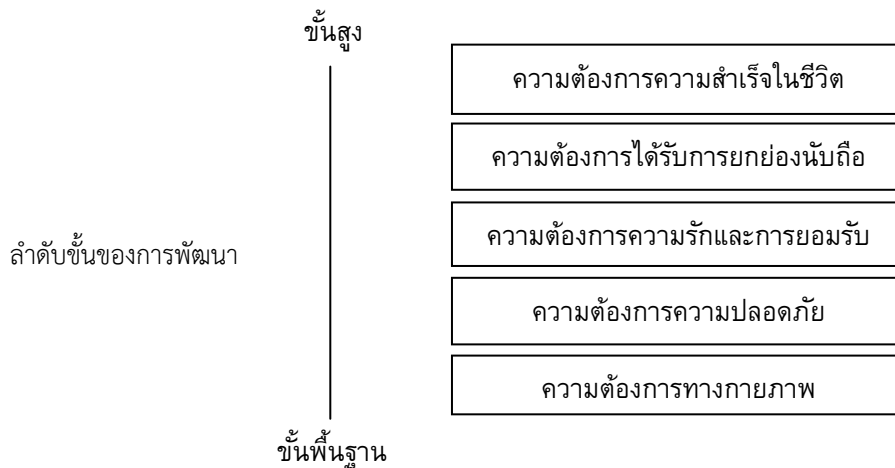 ขั้นสูง
ความต้องการความสำเร็จในชีวิต
ความต้องการได้รับการยกย่องนับถือ
ความต้องการความรักและการยอมรับ
ลำดับขั้นของการพัฒนา
ความต้องการความปลอดภัย
ความต้องการทางกายภาพ
ขั้นพื้นฐาน